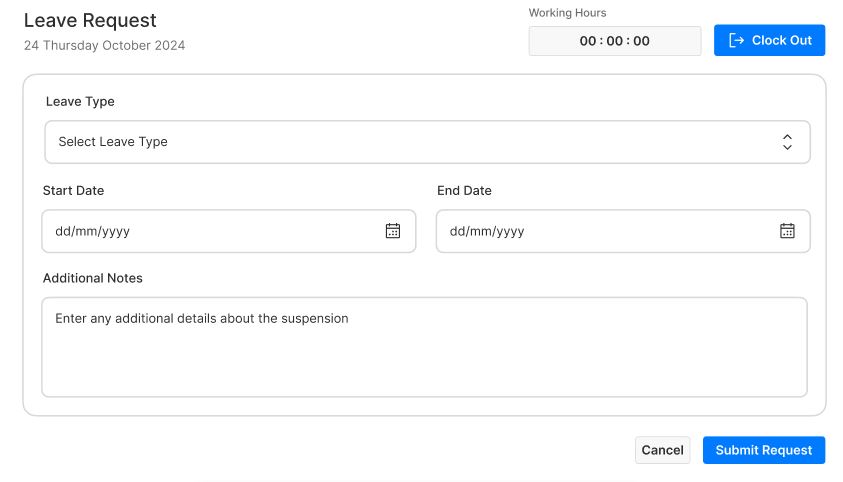 Leave Request
24 Thursday October 2024
Working Hours
00 : 00 : 00
Clock Out
Leave Type
Select Leave Type
Start Date
End Date
dd/mm/yyyy
dd/mm/yyyy
Additional Notes
Enter any additional details about the suspension
Cancel
Submit Request